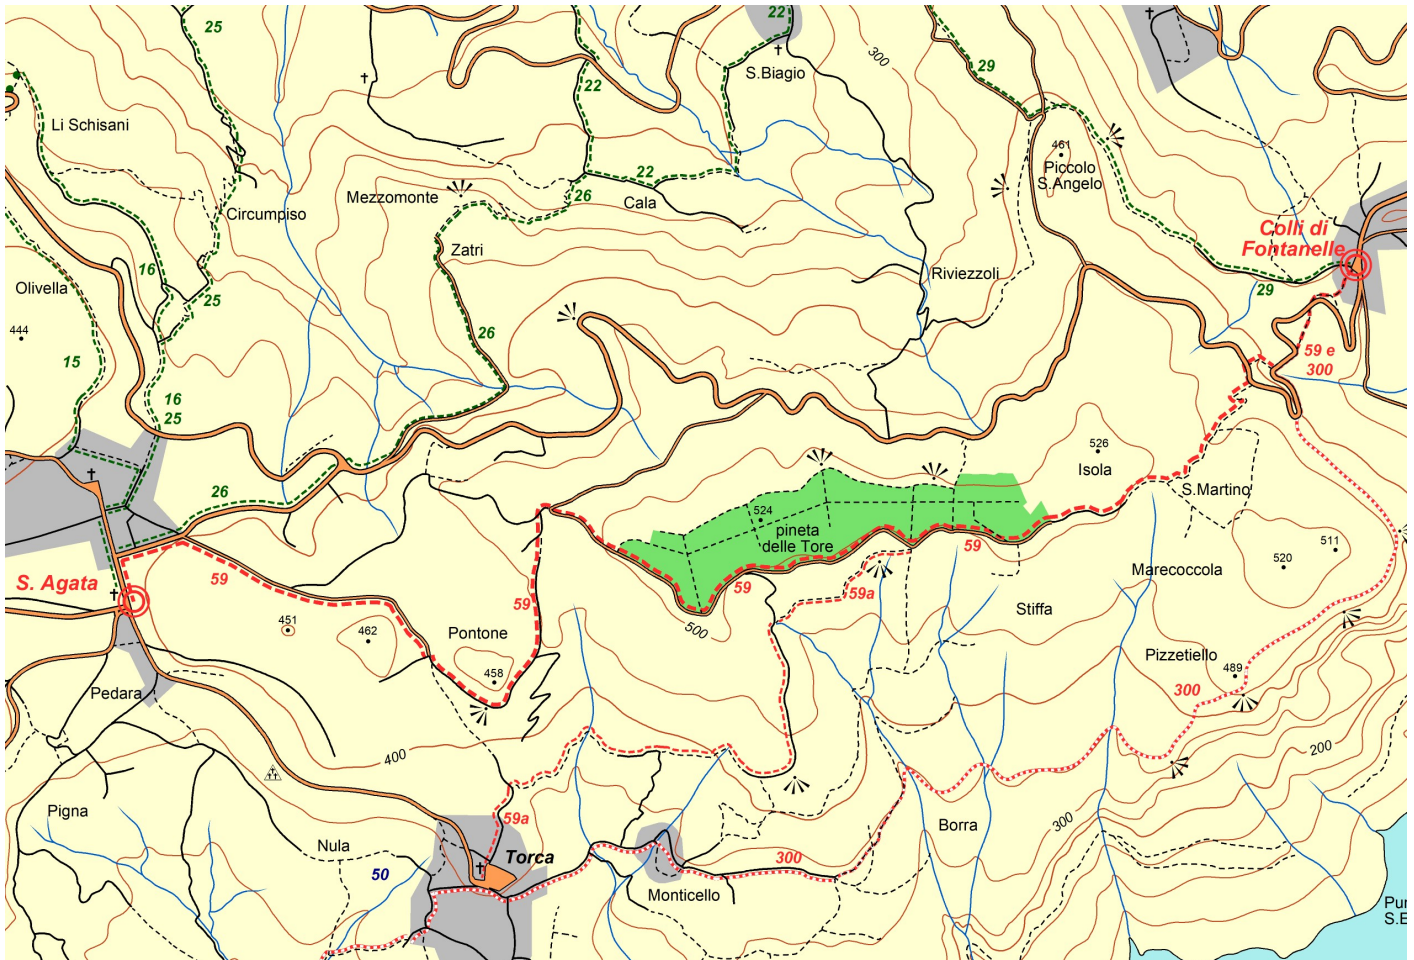 25
22
22
29
300
S.Biagio
Li Schisani
22
461
Piccolo
S.Angelo
22
26
Mezzomonte
Cala
Circumpiso
Colli di
Fontanelle
Zatri
16
Riviezzoli
Olivella
25
29
444
26
59 e
300
15
16
25
526
Isola
S.Martino
26
524
pineta
delle Tore
59
511
520
Marecoccola
S. Agata
59
59
59
59a
Stiffa
451
462
Pontone
500
458
Pizzetiello
489
300
Pedara
400
200
Pigna
59a
300
Borra
Nula
Torca
300
50
Monticello
Pun
S.E